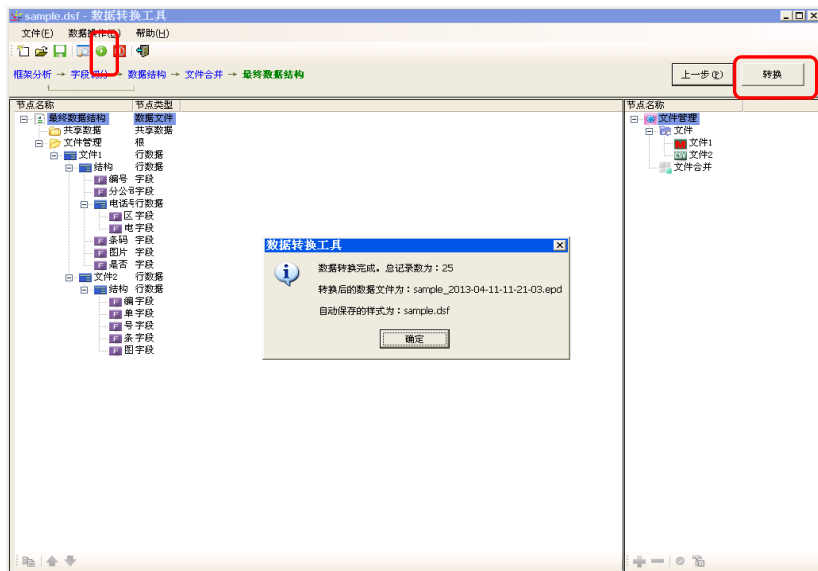 sample.dsf - 数据转换工具
文件(F) 数据操作(D) 帮助(H)
框架分析 → 字段划分 → 数据结构 → 文件合并 → 最终数据结构
上一步(P) 转换
节点名称 节点类型
最终数据结构 数据文件
共享数据 共享数据
文件管理 根
文件1 行数据
结构 行数据
编号 字段
分公司 字段
电话号 行数据
区 字段
电 字段
条码 字段
图片 字段
是否 字段
文件2 行数据
结构 行数据
编 字段
单 字段
号 字段
条 字段
图 字段
数据转换工具
数据转换完成。总记录数为：25
转换后的数据文件为：sample_2013-04-11-11-21-03.epd
自动保存的样式为：sample.dsf
确定
节点名称
文件管理
文件
文件1
CSV 文件2
文件合并